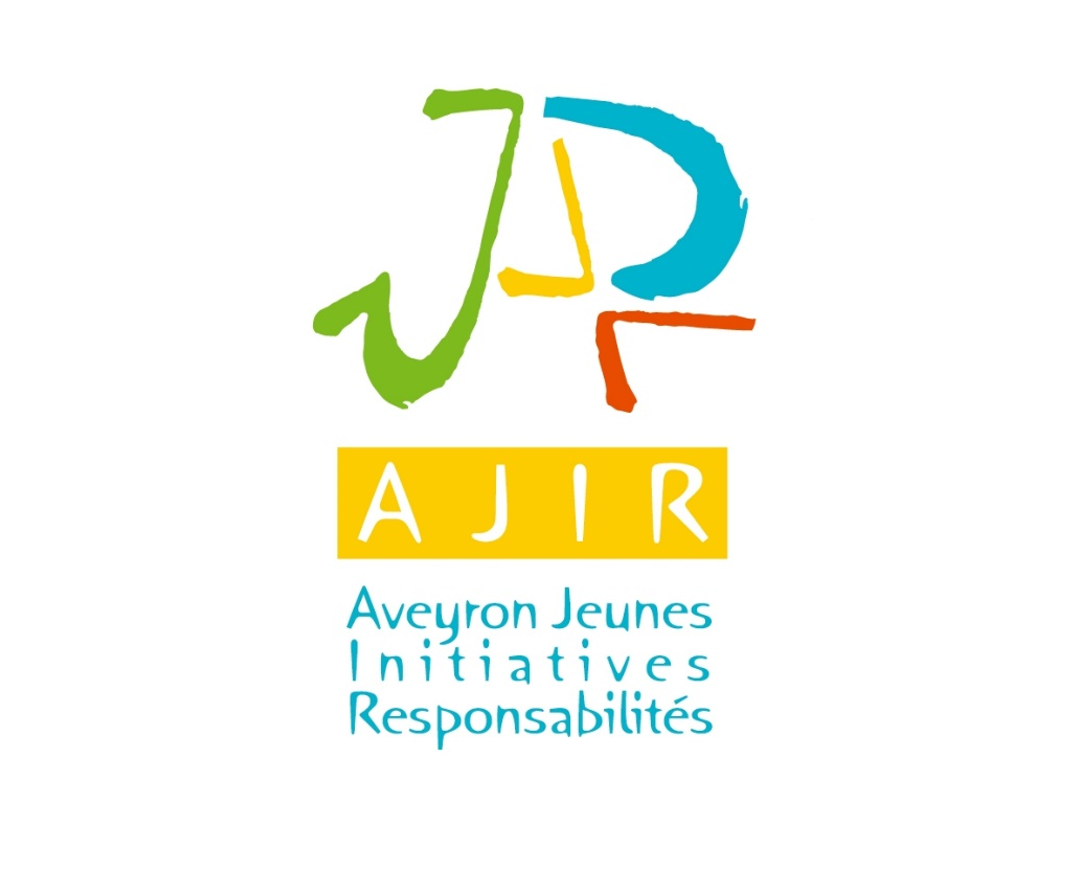 AJIR
Aveyron Jeunes
Initiatives
Responsabilités